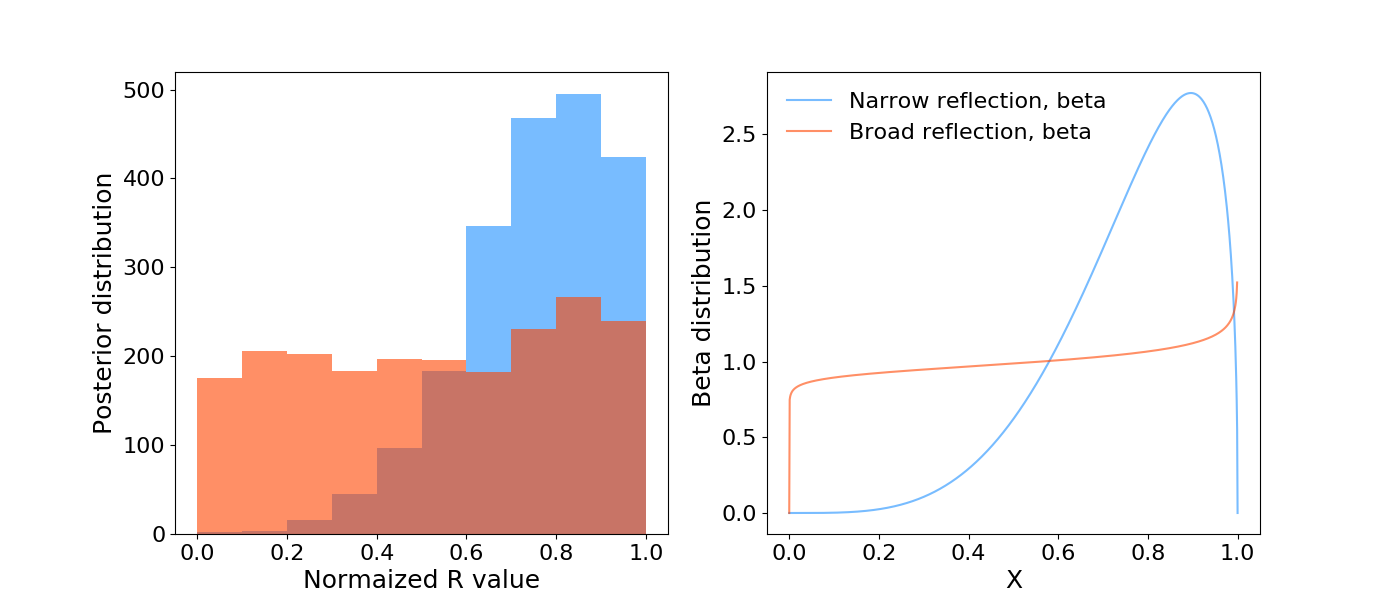 Posterior distribution
500
400
300
200
100
0
0.0 0.2 0.4 0.6 0.8 1.0
Normaized R value
Beta distribution
2.5
2.0
1.5
1.0
0.5
0.0
Narrow reflection, beta
Broad reflection, beta
0.0 0.2 0.4 0.6 0.8 1.0
X